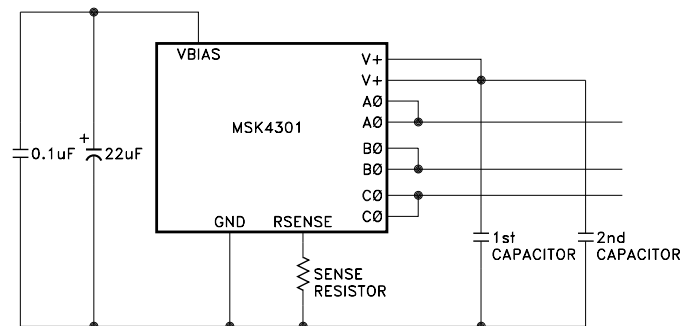 VBIAS
V+
V+
AØ
AØ
BØ
BØ
CØ
CØ
MSK4301
GND
RSENSE
+
0.1uF
22uF
SENSE
RESISTOR
1st
CAPACITOR
2nd
CAPACITOR